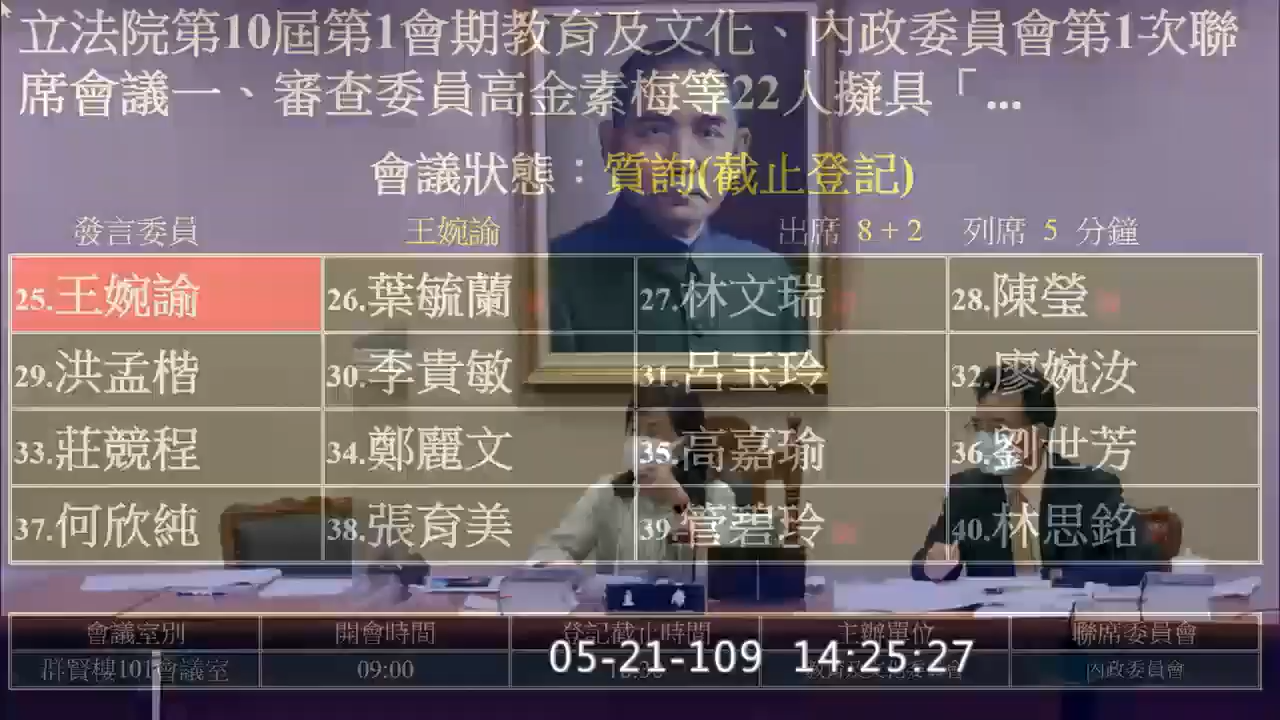 立法院第10屆第1會期教育及文化、內政委員會第1次聯
席會議一、審查委員高金素梅等22人擬具「...
會議狀態：質詢(截止登記)
發言委員 王婉諭 出席 8+2 列席 5 分鐘
25.王婉諭 26.葉毓蘭 27.林文瑞 28.陳瑩
29.洪孟楷 30.李貴敏 31.呂玉玲 32.廖婉汝
33.莊競程 34.鄭麗文 35.高嘉瑜 36.劉世芳
37.何欣純 38.張育美 39.管碧玲 40.林思銘
會議室別 開會時間 登記截止時間 主辦單位 聯席委員會
群賢樓101會議室 09:00 內政委員會
05-21-109 14:25:27